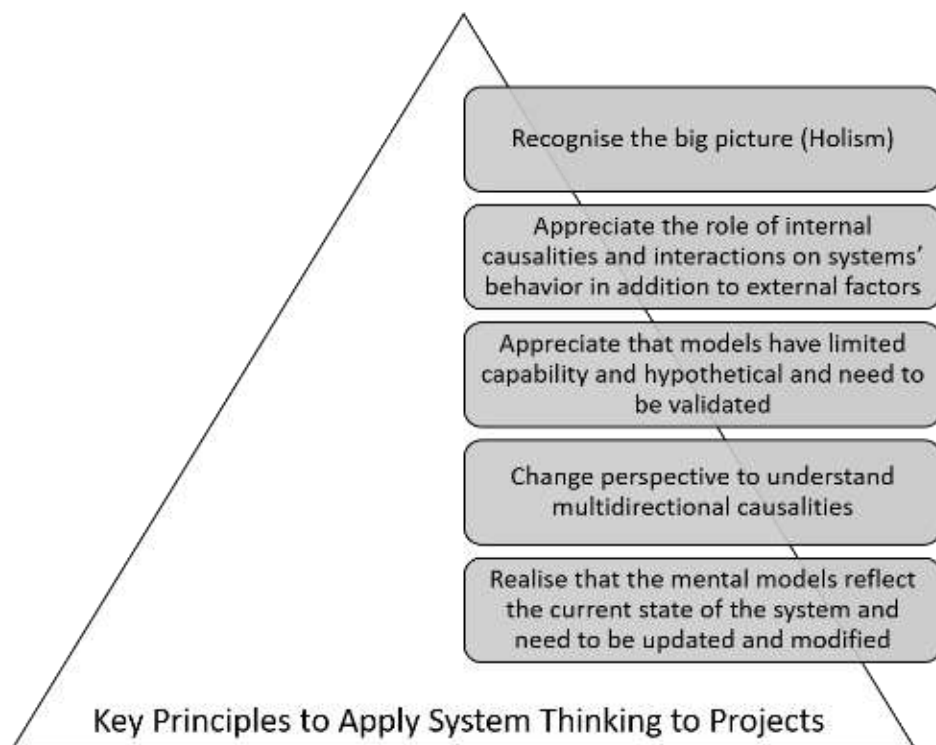 Recognise the big picture (Holism)
Appreciate the role of internal
causalities and interactions on systems'
behavior in addition to external factors
Appreciate that models have limited
capability and hypothetical and need to
be validated
Change perspective to understand
multidirectional causalities
Realise that the mental models reflect
the current state of the system and
need to be updated and modified
Key Principles to Apply System Thinking to Projects